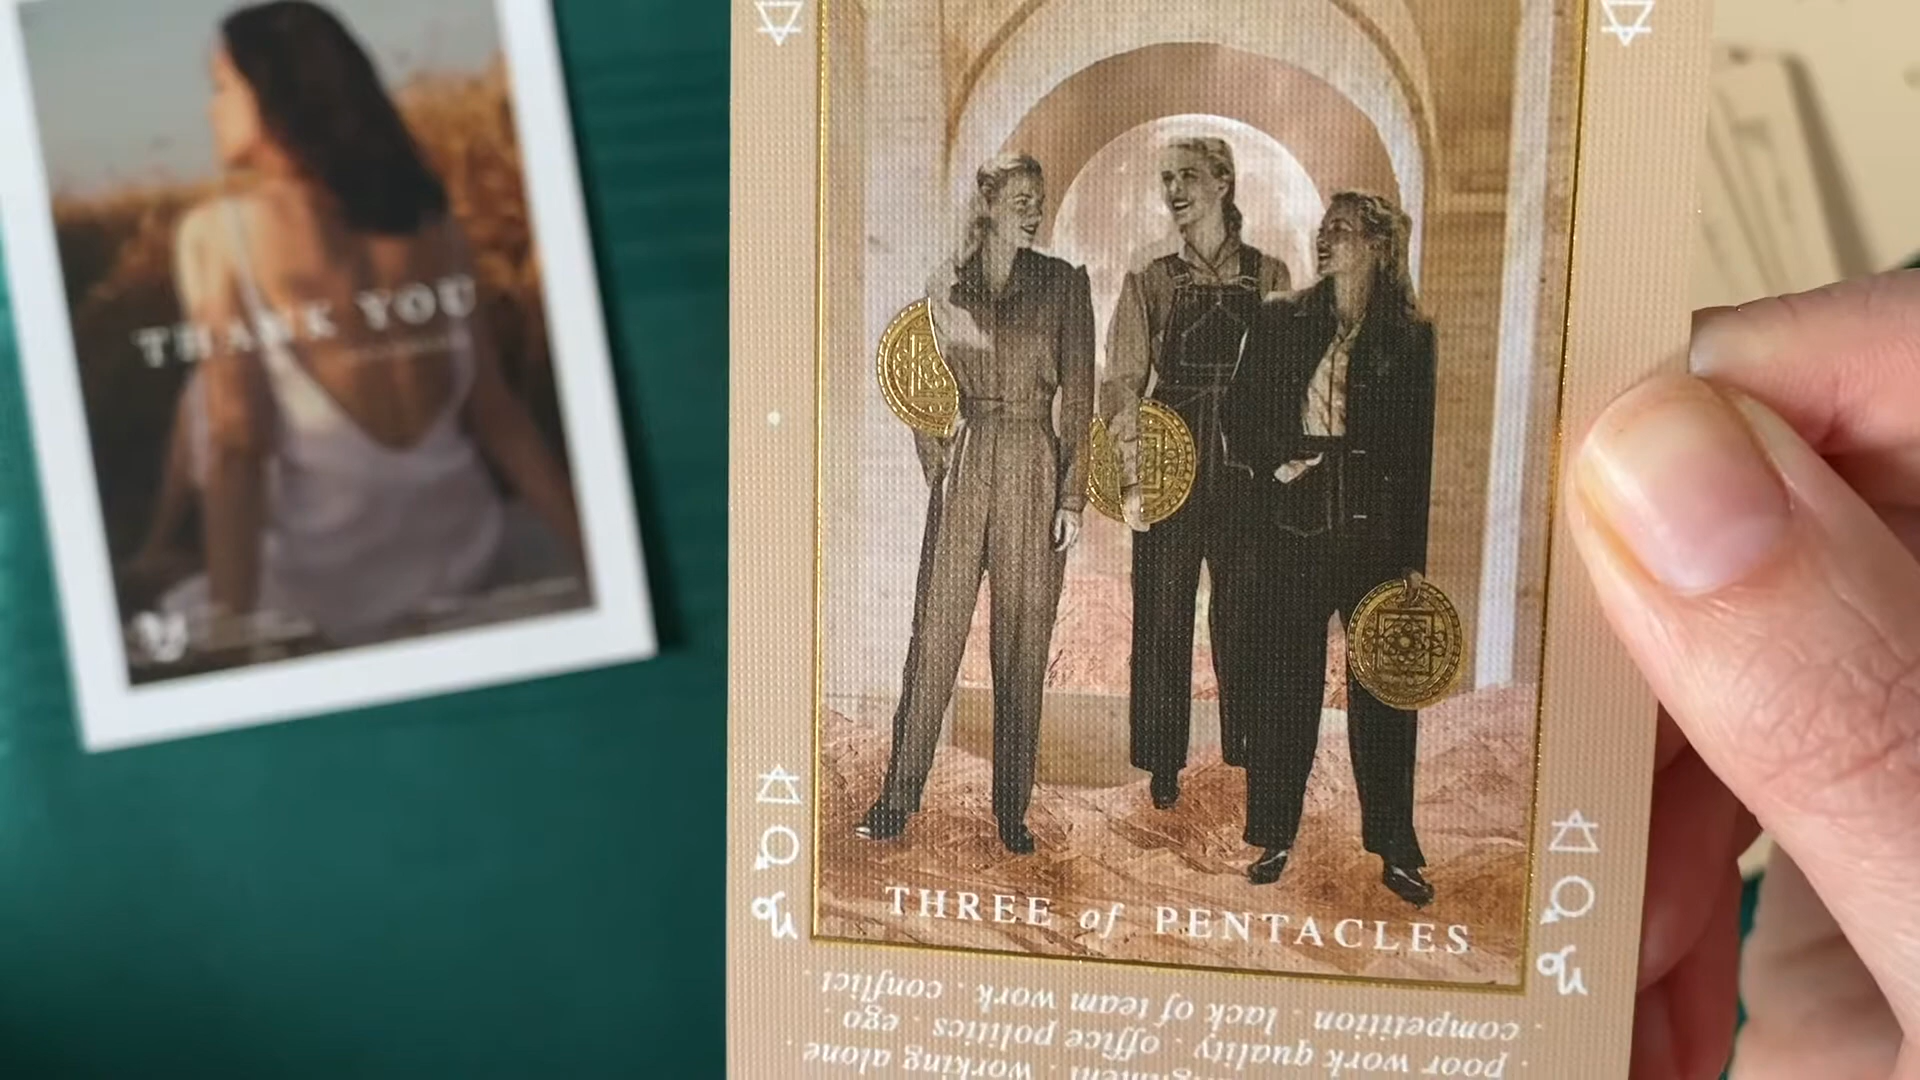 THANK YOU
THREE of PENTACLES
working alone
poor work quality . office politics . ego .
. competition . lack of team work . conflict .